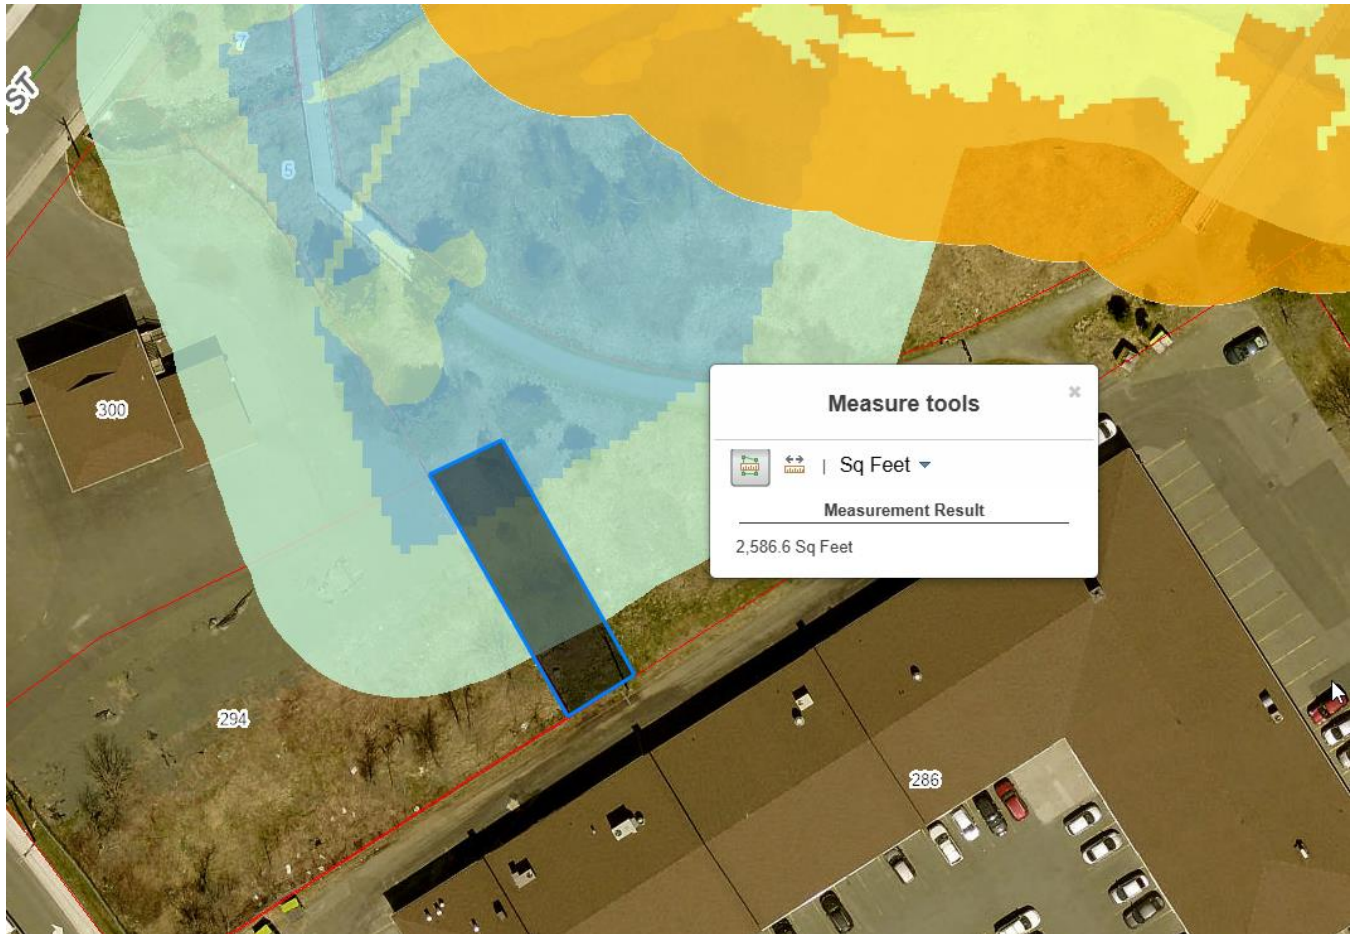 7
ST
5
300
Measure tools
| Sq Feet
Measurement Result
2,586.6 Sq Feet
294
286